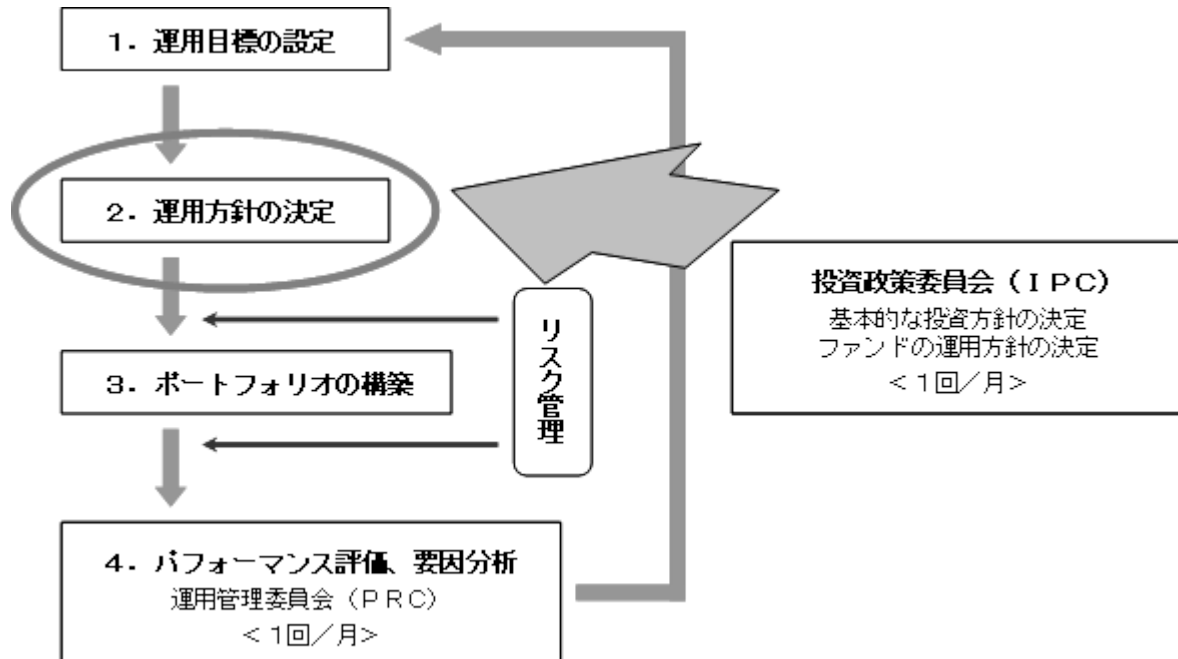 １．運用目標の設定
２．運用方針の決定
投資政策委員会（ＩＰＣ）
基本的な投資方針の決定
ファンドの運用方針の決定
＜１回／月＞
リスク管理
３．ポートフォリオの構築
４．パフォーマンス評価、要因分析
運用管理委員会（ＰＲＣ）
＜１回／月＞